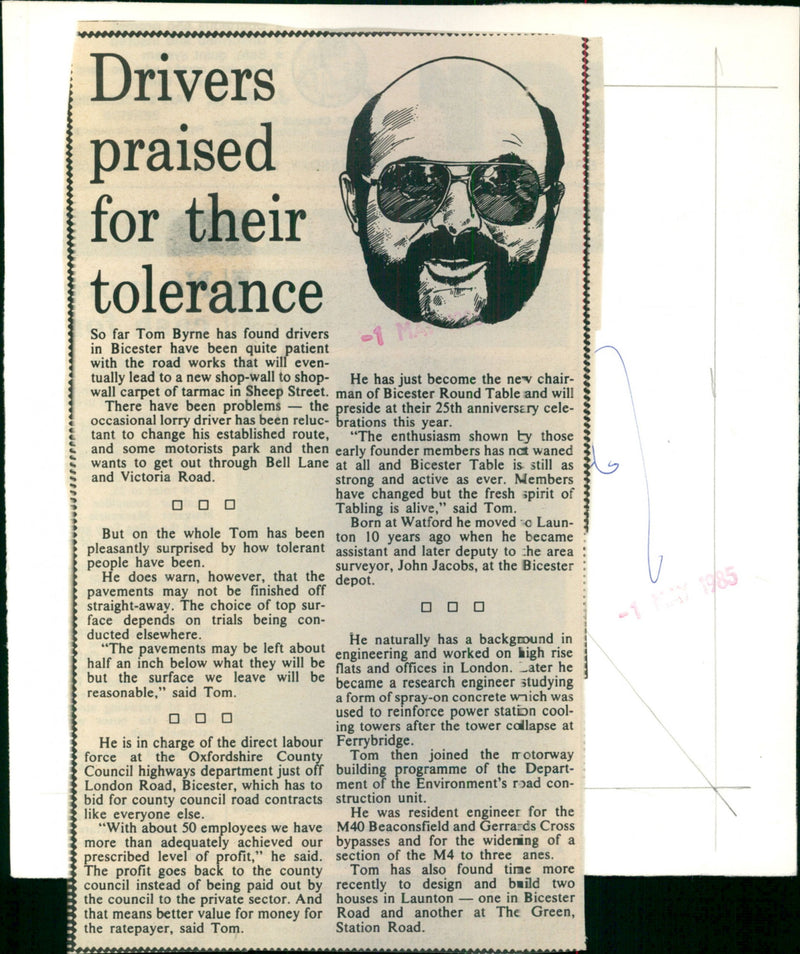 Drivers
praised
for their
tolerance
So far Tom Byrne has found drivers
in Bicester have been quite patient
with the road works that will even-
tually lead to a new shop-wall to shop-
wall carpet of tarmac in Sheep Street.
There have been problems — the
occasional lorry driver has been reluc-
tant to change his established route,
and some motorists park and then
wants to get out through Bell Lane
and Victoria Road.
But on the whole Tom has been
pleasantly surprised by how tolerant
people have been.
He does warn, however, that the
pavements may not be finished off
straight-away. The choice of top sur-
face depends on trials being con-
ducted elsewhere.
“The pavements may be left about
half an inch below what they will be
but the surface we leave will be
reasonable,” said Tom.
He is in charge of the direct labour
force at the Oxfordshire County
Council highways department just off
London Road, Bicester, which has to
bid for county council road contracts
like everyone else.
“With about 50 employees we have
more than adequately achieved our
prescribed level of profit,” he said.
The profit goes back to the county
council instead of being paid out by
the council to the private sector. And
that means better value for money for
the ratepayer, said Tom.
-1 MA
He has just become the new chair-
man of Bicester Round Table and will
preside at their 25th anniversary cele-
brations this year.
“The enthusiasm shown by those
early founder members has not waned
at all and Bicester Table is still as
strong and active as ever. Members
have changed but the fresh spirit of
Tabling is alive,” said Tom.
Born at Watford he moved to Laun-
ton 10 years ago when he became
assistant and later deputy to the area
surveyor, John Jacobs, at the Bicester
depot.
He naturally has a background in
engineering and worked on high rise
flats and offices in London. Later he
became a research engineer studying
a form of spray-on concrete which was
used to reinforce power station cool-
ing towers after the tower collapse at
Ferrybridge.
Tom then joined the motorway
building programme of the Depart-
ment of the Environment’s road con-
struction unit.
He was resident engineer for the
M40 Beaconsfield and Gerrards Cross
bypasses and for the widening of a
section of the M4 to three lanes.
Tom has also found time more
recently to design and build two
houses in Launton — one in Bicester
Road and another at The Green,
Station Road.
-1 MAY 1985